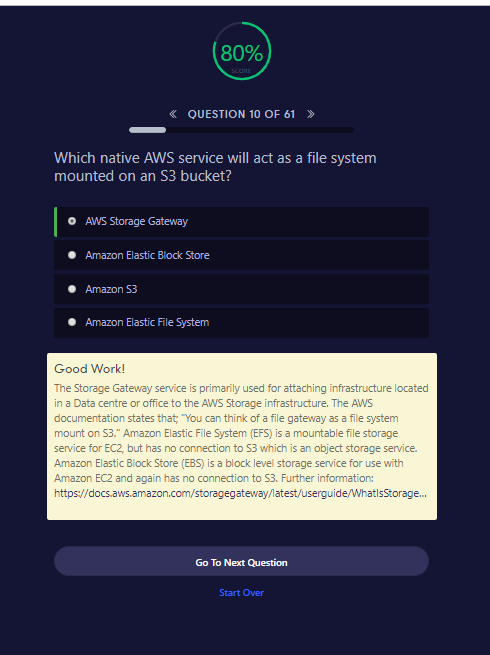 80%
SCORE
« QUESTION 10 OF 61 »
Which native AWS service will act as a file system
mounted on an S3 bucket?
AWS Storage Gateway
Amazon Elastic Block Store
Amazon S3
Amazon Elastic File System
Good Work!
The Storage Gateway service is primarily used for attaching infrastructure located
in a Data centre or office to the AWS Storage infrastructure. The AWS
documentation states that; "You can think of a file gateway as a file system
mount on S3." Amazon Elastic File System (EFS) is a mountable file storage
service for EC2, but has no connection to S3 which is an object storage service.
Amazon Elastic Block Store (EBS) is a block level storage service for use with
Amazon EC2 and again has no connection to S3. Further information:
https://docs.aws.amazon.com/storagegateway/latest/userguide/WhatIsStorage...
Go To Next Question
Start Over